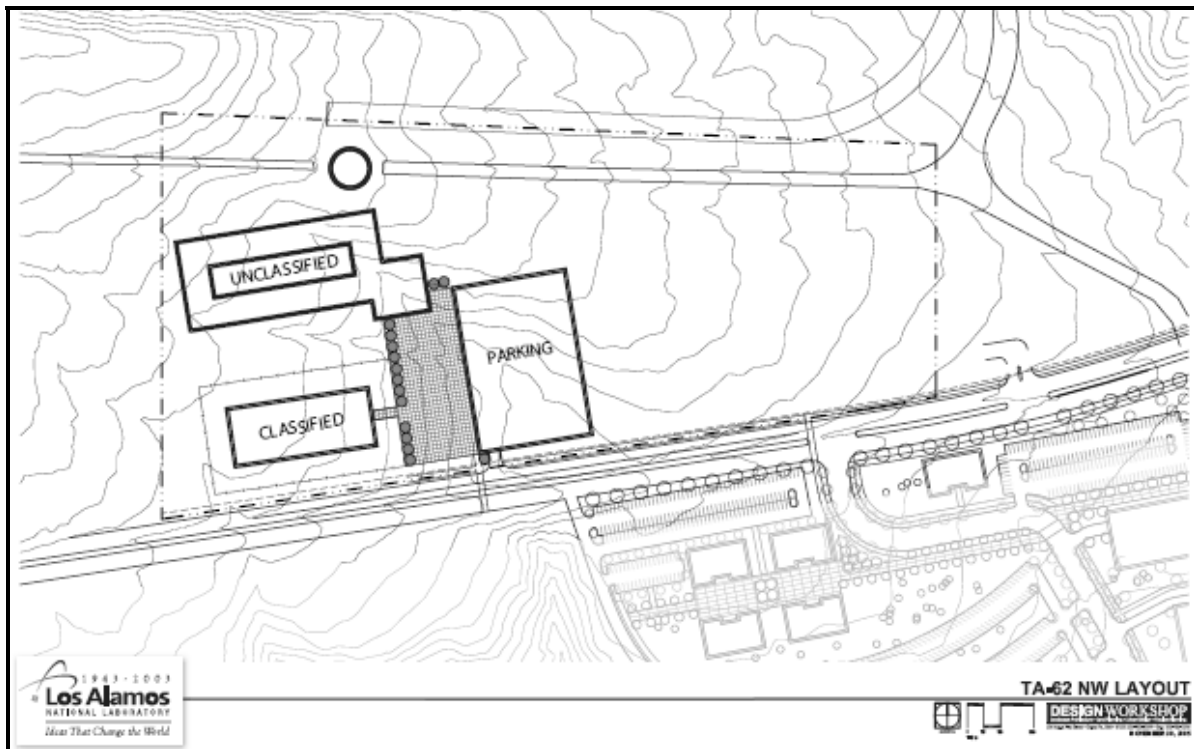 UNCLASSIFIED
PARKING
CLASSIFIED
1943-2003
Los Alamos
NATIONAL LABORATORY
Ideas That Change the World
TA-62 NW LAYOUT
DESIGNWORKSHOP